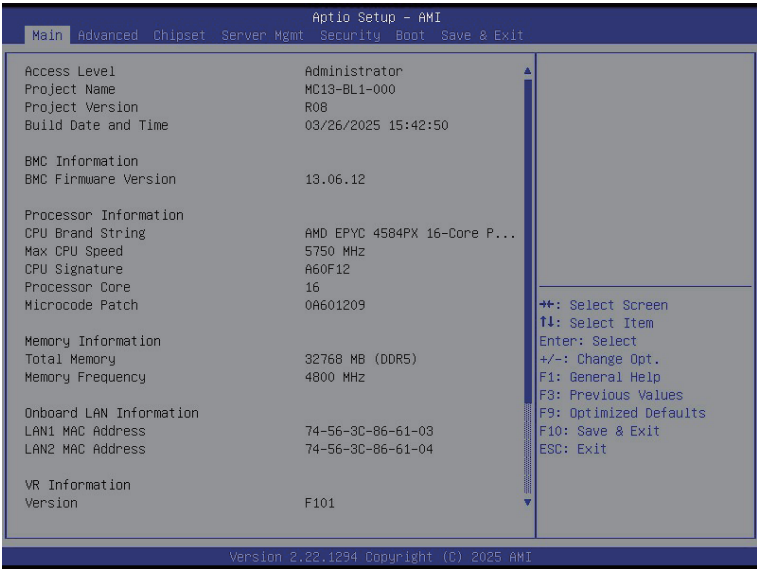 Aptio Setup – AMI
Main Advanced Chipset Server Mgmt Security Boot Save & Exit
Access Level Administrator
Project Name MC13-BL1-000
Project Version R08
Build Date and Time 03/26/2025 15:42:50
BMC Information
BMC Firmware Version 13.06.12
Processor Information
CPU Brand String AMD EPYC 4584PX 16-Core P...
Max CPU Speed 5750 MHz
CPU Signature A60F12
Processor Core 16
Microcode Patch 0A601209
Memory Information
Total Memory 32768 MB (DDR5)
Memory Frequency 4800 MHz
Onboard LAN Information
LAN1 MAC Address 74-56-3C-86-61-03
LAN2 MAC Address 74-56-3C-86-61-04
VR Information
Version F101
→←: Select Screen
↑↓: Select Item
Enter: Select
+/-: Change Opt.
F1: General Help
F3: Previous Values
F9: Optimized Defaults
F10: Save & Exit
ESC: Exit
Version 2.22.1294 Copyright (C) 2025 AMI